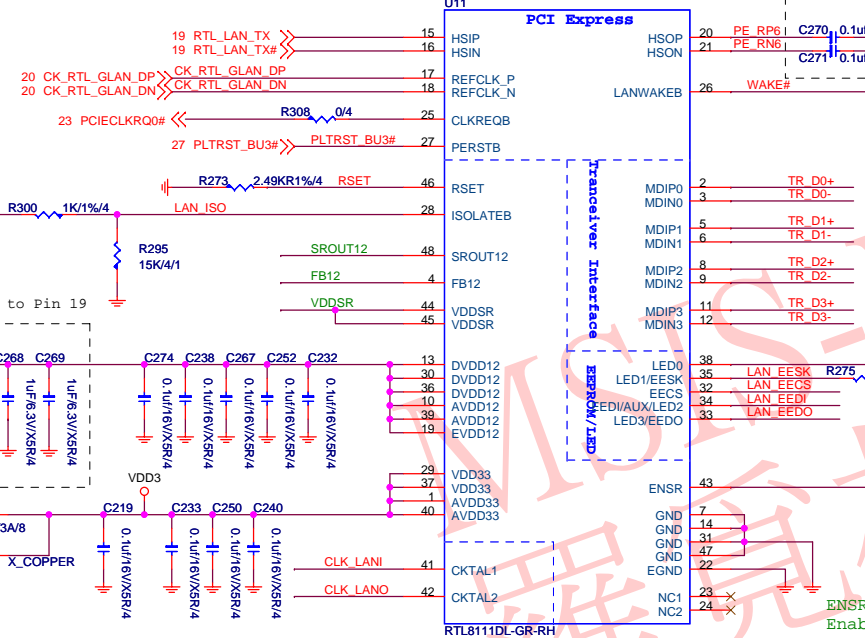 U11
PCI Express
19 RTL_LAN_TX
15
HSIP
HSOP
20
PE_RP6
C270
0.1uf
19 RTL_LAN_TX#
16
HSIN
HSON
21
PE_RN6
C271
0.1uf
20 CK_RTL_GLAN_DP
CK_RTL_GLAN_DP
17
REFCLK_P
20 CK_RTL_GLAN_DN
CK_RTL_GLAN_DN
18
REFCLK_N
LANWAKEB
26
WAKE#
23 PCIECLKRQ0#
R308
0/4
25
CLKREQB
27 PLTRST_BU3#
PLTRST_BU3#
27
PERSTB
R273
2.49KR1%/4
RSET
46
RSET
MDIP0
2
TR_D0+
MDIN0
3
TR_D0-
R300
1K/1%/4
LAN_ISO
28
ISOLATEB
MDIP1
5
TR_D1+
MDIN1
6
TR_D1-
R295
15K/4/1
SROUT12
48
SROUT12
MDIP2
8
TR_D2+
FB12
4
FB12
MDIN2
9
TR_D2-
VDDSR
44
VDDSR
MDIP3
11
TR_D3+
45
VDDSR
MDIN3
12
TR_D3-
Tranceiver Interface
to Pin 19
C268
C269
C274
C238
C267
C252
C232
1uF/6.3V/X5R/4
1uF/6.3V/X5R/4
0.1uf/16V/X5R/4
0.1uf/16V/X5R/4
0.1uf/16V/X5R/4
0.1uf/16V/X5R/4
0.1uf/16V/X5R/4
13
DVDD12
LED0
38
30
DVDD12
LED1/EESK
35
LAN_EESK
R275
36
DVDD12
EECS
32
LAN_EECS
10
AVDD12
EEDI/AUX/LED2
34
LAN_EEDI
39
AVDD12
LED3/EEDO
33
LAN_EEDO
19
EVDD12
EEPROM/LED
VDD3
29
VDD33
37
VDD33
ENSR
43
1
AVDD33
40
AVDD33
C219
C233
C250
C240
0.1uf/16V/X5R/4
0.1uf/16V/X5R/4
0.1uf/16V/X5R/4
0.1uf/16V/X5R/4
3A/8
X_COPPER
GND
7
GND
14
GND
31
GND
47
EGND
22
CLK_LANI
41
CKTAL1
CLK_LANO
42
CKTAL2
NC1
23
NC2
24
RTL8111DL-GR-RH
ENSR
Enab
MSIS-
羅覓